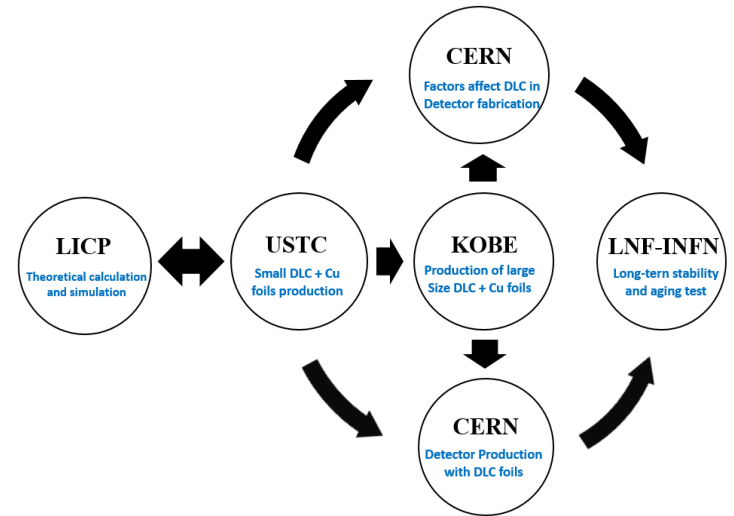 CERN
Factors affect DLC in
Detector fabrication
LICP
Theoretical calculation
and simulation
USTC
Small DLC + Cu
foils production
KOBE
Production of large
Size DLC + Cu foils
LNF-INFN
Long-tern stability
and aging test
CERN
Detector Production
with DLC foils